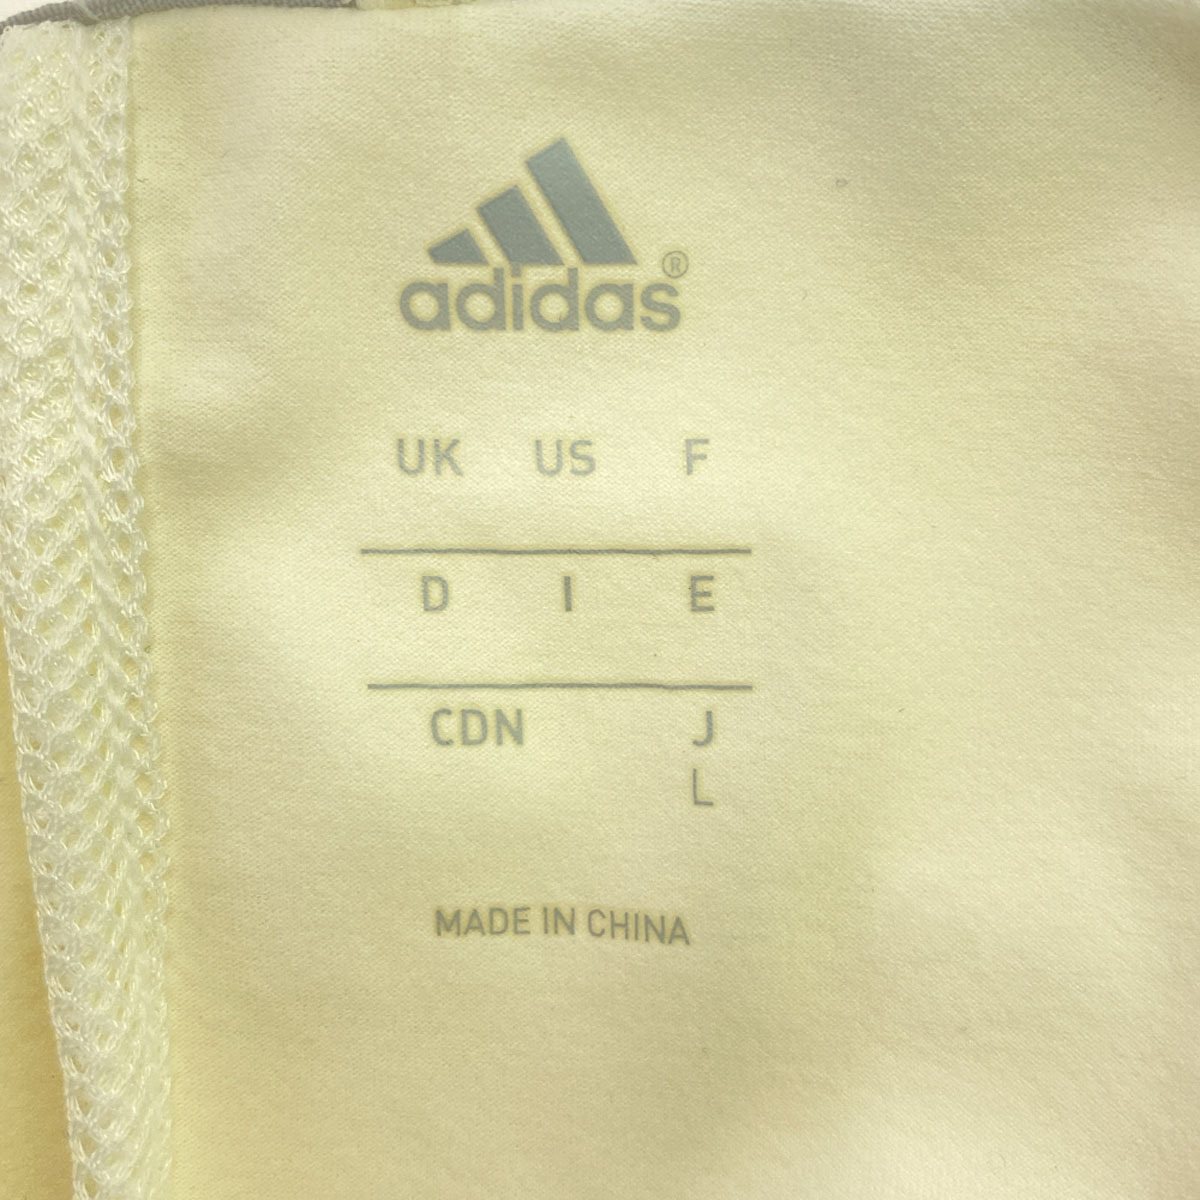 adidas®
UK US F
D I E
CDN J
L
MADE IN CHINA